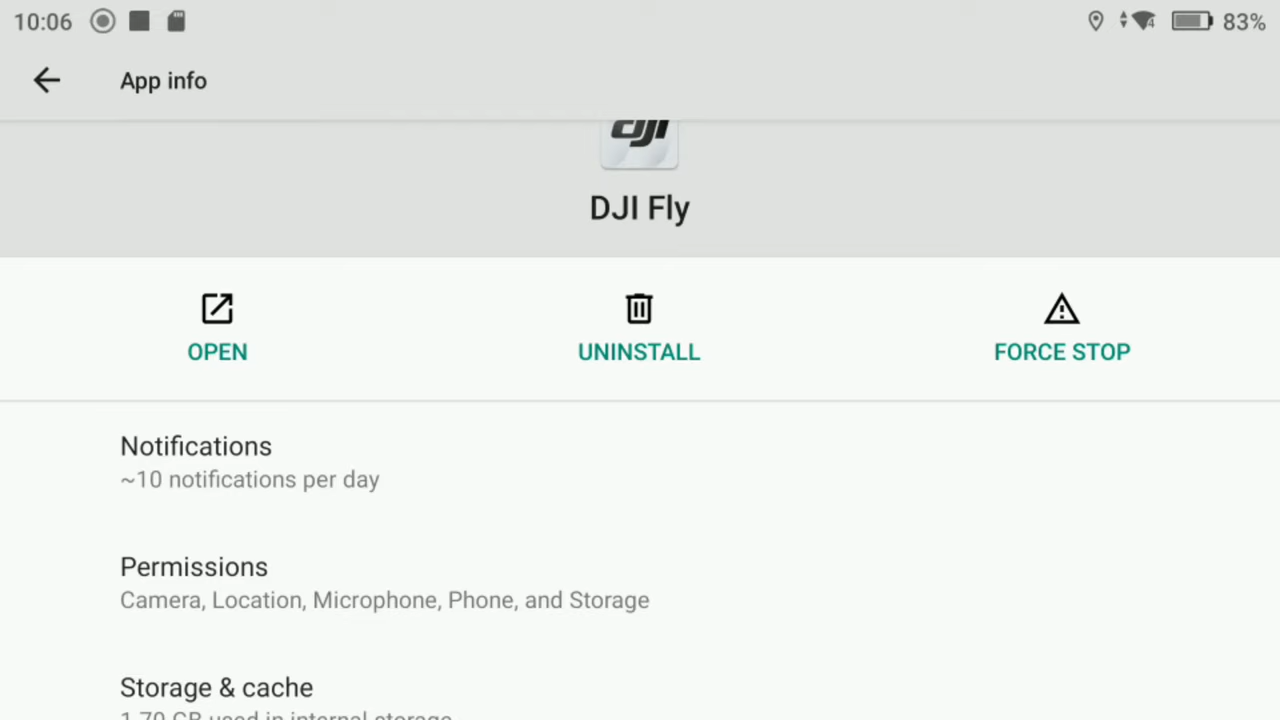 10:06
83%
App info
dji
DJI Fly
OPEN
UNINSTALL
FORCE STOP
Notifications
~10 notifications per day
Permissions
Camera, Location, Microphone, Phone, and Storage
Storage & cache
1.70 GB used in internal storage